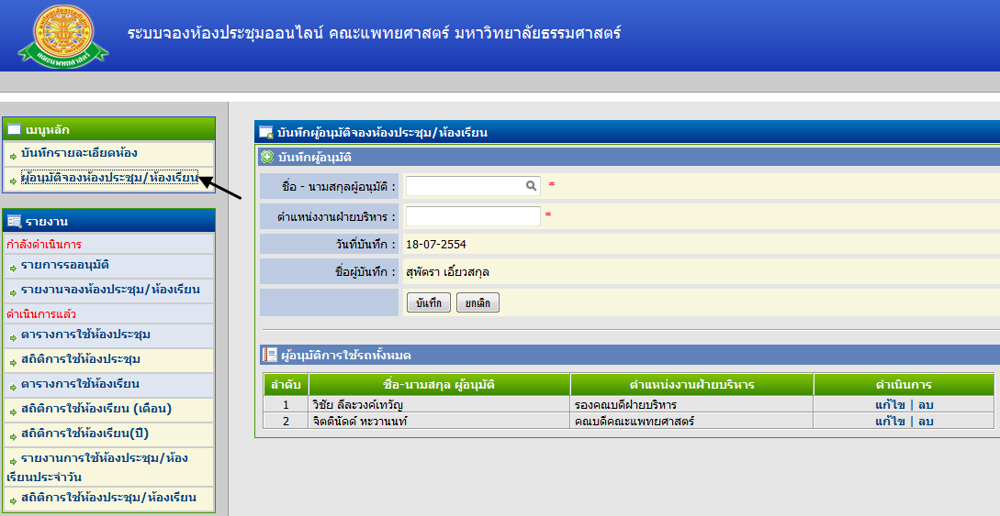 ระบบจองห้องประชุมออนไลน์ คณะแพทยศาสตร์ มหาวิทยาลัยธรรมศาสตร์
เมนูหลัก
บันทึกรายละเอียดห้อง
ผู้อนุมัติจองห้องประชุม/ห้องเรียน
รายงาน
กำลังดำเนินการ
รายการรออนุมัติ
รายงานจองห้องประชุม/ห้องเรียน
ดำเนินการแล้ว
ตารางการใช้ห้องประชุม
สถิติการใช้ห้องประชุม
ตารางการใช้ห้องเรียน
สถิติการใช้ห้องเรียน (เดือน)
สถิติการใช้ห้องเรียน(ปี)
รายงานการใช้ห้องประชุม/ห้อง
เรียนประจำวัน
สถิติการใช้ห้องประชุม/ห้องเรียน
บันทึกผู้อนุมัติจองห้องประชุม/ห้องเรียน
บันทึกผู้อนุมัติ
ชื่อ - นามสกุลผู้อนุมัติ : *
ตำแหน่งงานฝ่ายบริหาร : *
วันที่บันทึก : 18-07-2554
ชื่อผู้บันทึก : สุพัตรา เอี้ยวสกุล
บันทึก ยกเลิก
ผู้อนุมัติการใช้รถทั้งหมด
ลำดับ ชื่อ-นามสกุล ผู้อนุมัติ ตำแหน่งงานฝ่ายบริหาร ดำเนินการ
1 วิชัย ลีละวงค์เทวัญ รองคณบดีฝ่ายบริหาร แก้ไข | ลบ
2 จิตตินัดด์ หะวานนท์ คณบดีคณะแพทยศาสตร์ แก้ไข | ลบ